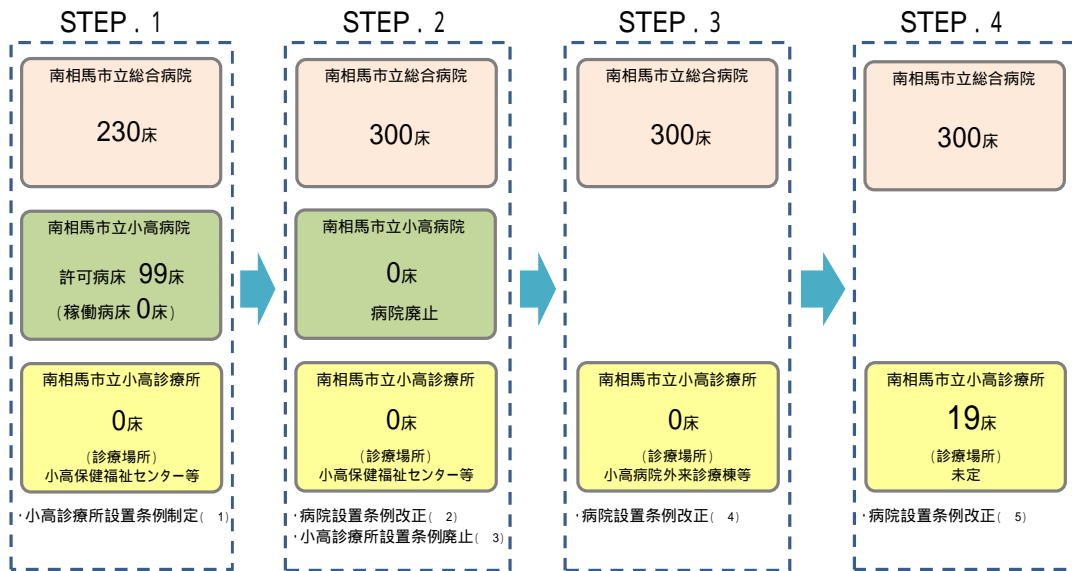 STEP．1
南相馬市立総合病院
230床
南相馬市立小高病院
許可病床 99床
(稼働病床 0床)
南相馬市立小高診療所
0床
(診療場所)
小高保健福祉センター等
・小高診療所設置条例制定( 1)
STEP．2
南相馬市立総合病院
300床
南相馬市立小高病院
0床
病院廃止
南相馬市立小高診療所
0床
(診療場所)
小高保健福祉センター等
・病院設置条例改正( 2)
・小高診療所設置条例廃止( 3)
STEP．3
南相馬市立総合病院
300床
南相馬市立小高診療所
0床
(診療場所)
小高病院外来診療棟等
・病院設置条例改正( 4)
STEP．4
南相馬市立総合病院
300床
南相馬市立小高診療所
19床
(診療場所)
未定
・病院設置条例改正( 5)